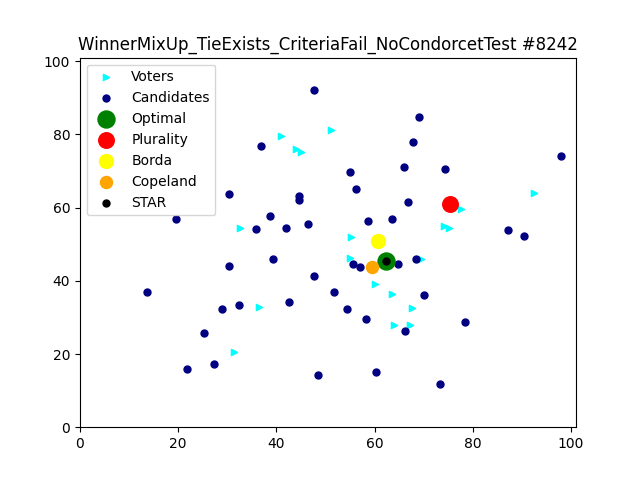 WinnerMixUp_TieExists_CriteriaFail_NoCondorcetTest #8242
100
80
60
40
20
0
Voters
Candidates
Optimal
Plurality
Borda
Copeland
STAR
0 20 40 60 80 100